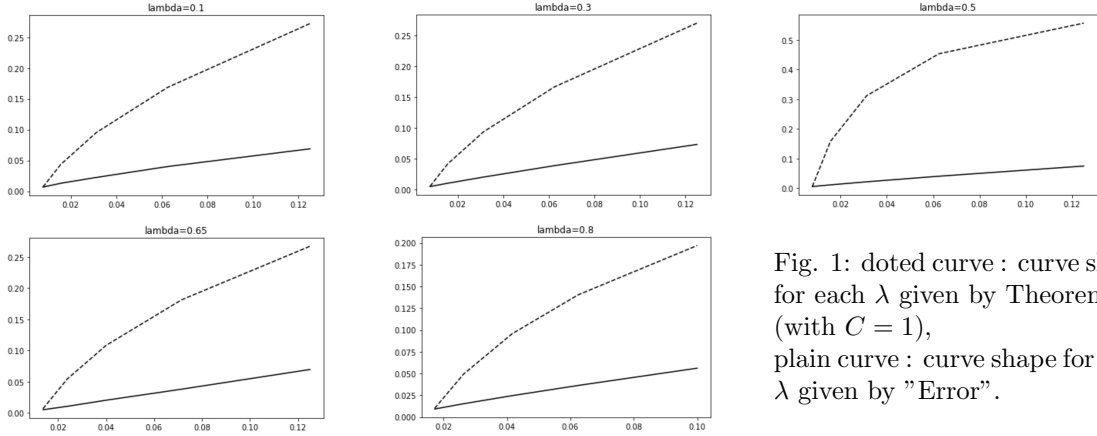 lambda=0.1
0.25
0.20
0.15
0.10
0.05
0.00
0.02 0.04 0.06 0.08 0.10 0.12
lambda=0.3
0.25
0.20
0.15
0.10
0.05
0.00
0.02 0.04 0.06 0.08 0.10 0.12
lambda=0.5
0.5
0.4
0.3
0.2
0.1
0.0
0.02 0.04 0.06 0.08 0.10 0.12
lambda=0.65
0.25
0.20
0.15
0.10
0.05
0.00
0.02 0.04 0.06 0.08 0.10 0.12
lambda=0.8
0.200
0.175
0.150
0.125
0.100
0.075
0.050
0.025
0.000
0.02 0.04 0.06 0.08 0.10
Fig. 1: doted curve : curve sh
for each λ given by Theorem
(with C = 1),
plain curve : curve shape for
λ given by ”Error”.